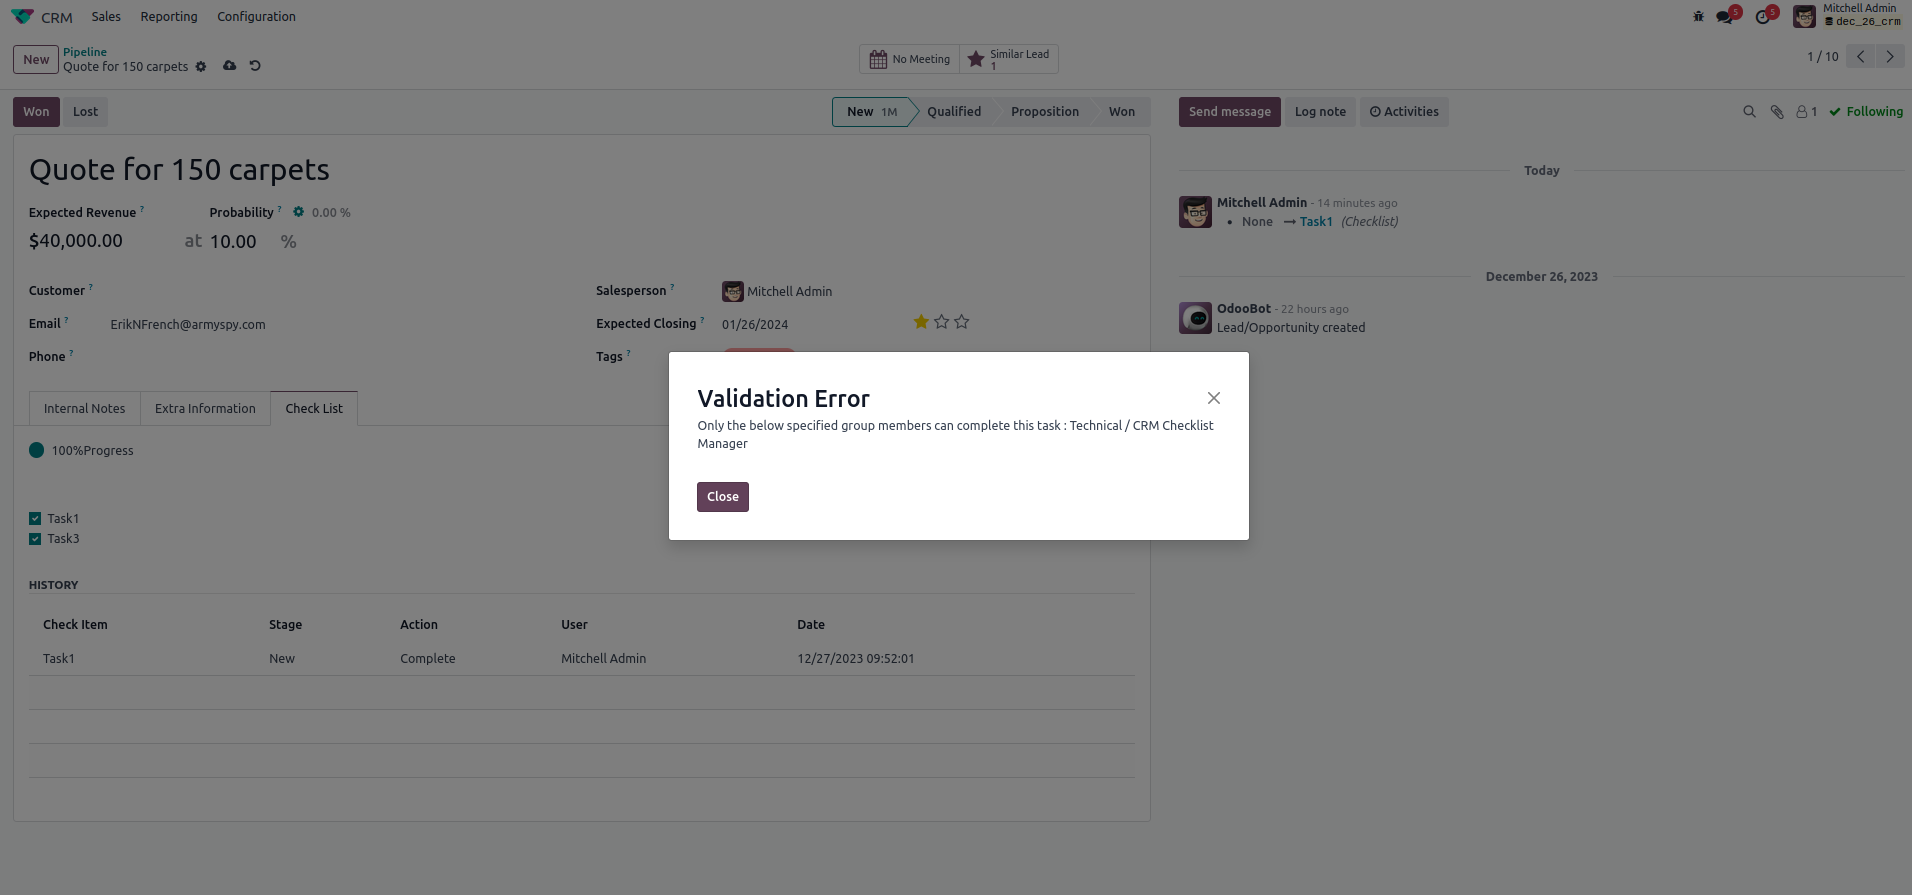 CRM Sales Reporting Configuration
5 5 Mitchell Admin
dec_26_crm
New Pipeline
Quote for 150 carpets
No Meeting
Similar Lead
1
1 / 10
Won Lost
New 1M Qualified Proposition Won
Send message Log note Activities
1 Following
Quote for 150 carpets
Expected Revenue ? Probability ? 0.00 %
$40,000.00 at 10.00 %
Customer ?
Email ? ErikNFrench@armyspy.com
Phone ?
Salesperson ? Mitchell Admin
Expected Closing ? 01/26/2024
Tags ?
Today
Mitchell Admin - 14 minutes ago
• None → Task1 (Checklist)
December 26, 2023
OdooBot - 22 hours ago
Lead/Opportunity created
Internal Notes Extra Information Check List
100%Progress
Task1
Task3
HISTORY
Check Item Stage Action User Date
Task1 New Complete Mitchell Admin 12/27/2023 09:52:01
Validation Error
Only the below specified group members can complete this task : Technical / CRM Checklist
Manager
Close